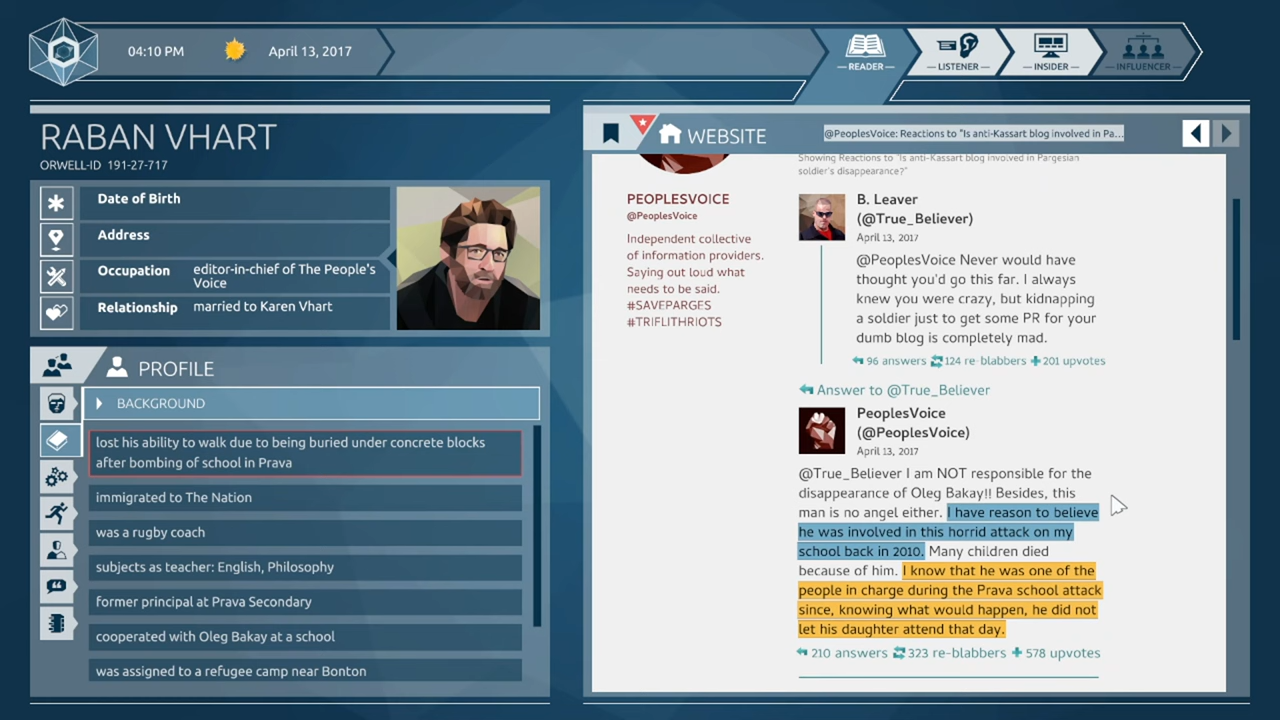 04:10 PM
April 13, 2017
READER
LISTENER
INSIDER
INFLUENCER
RABAN VHART
ORWELL-ID 191-27-717
Date of Birth
Address
Occupation editor-in-chief of The People's
Voice
Relationship married to Karen Vhart
PROFILE
BACKGROUND
lost his ability to walk due to being buried under concrete blocks
after bombing of school in Prava
immigrated to The Nation
was a rugby coach
subjects as teacher: English, Philosophy
former principal at Prava Secondary
cooperated with Oleg Bakay at a school
was assigned to a refugee camp near Bonton
WEBSITE
@PeoplesVoice: Reactions to "Is anti-Kassart blog involved in Pa...
Showing Reactions to "Is anti-Kassart blog involved in Pargesian
soldier's disappearance?"
PEOPLESVOICE
@PeoplesVoice
Independent collective
of information providers.
Saying out loud what
needs to be said.
#SAVEPARGES
#TRIFLITHRIOTS
B. Leaver
(@True_Believer)
April 13, 2017
@PeoplesVoice Never would have
thought you'd go this far. I always
knew you were crazy, but kidnapping
a soldier just to get some PR for your
dumb blog is completely mad.
96 answers 124 re-blabbers 201 upvotes
Answer to @True_Believer
PeoplesVoice
(@PeoplesVoice)
April 13, 2017
@True_Believer I am NOT responsible for the
disappearance of Oleg Bakay!! Besides, this
man is no angel either. I have reason to believe
he was involved in this horrid attack on my
school back in 2010. Many children died
because of him. I know that he was one of the
people in charge during the Prava school attack
since, knowing what would happen, he did not
let his daughter attend that day.
210 answers 323 re-blabbers 578 upvotes